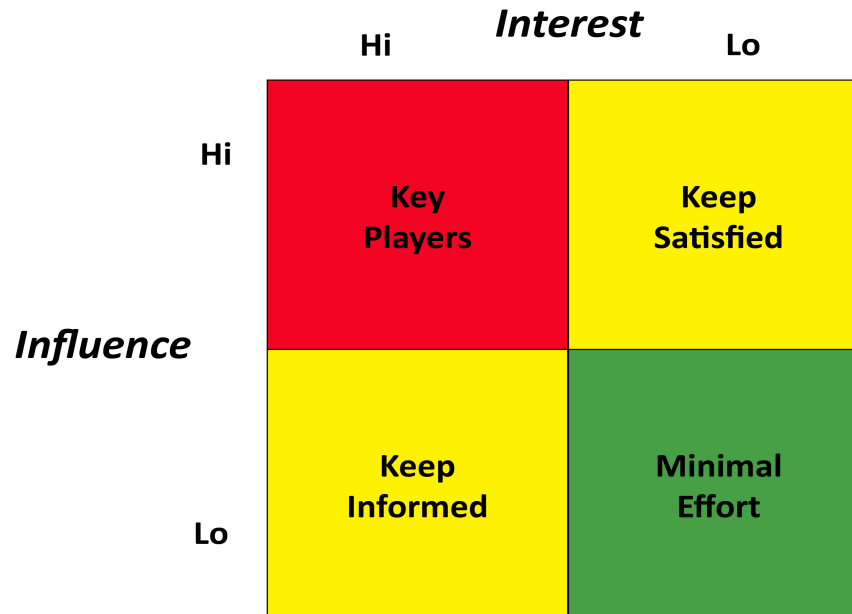 Interest
Hi
Lo
Hi
Key
Players
Keep
Satisfied
Influence
Keep
Informed
Minimal
Effort
Lo